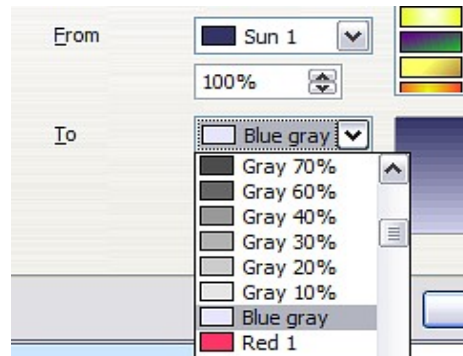 From
Sun 1
100%
To
Blue gray
Gray 70%
Gray 60%
Gray 40%
Gray 30%
Gray 20%
Gray 10%
Blue gray
Red 1